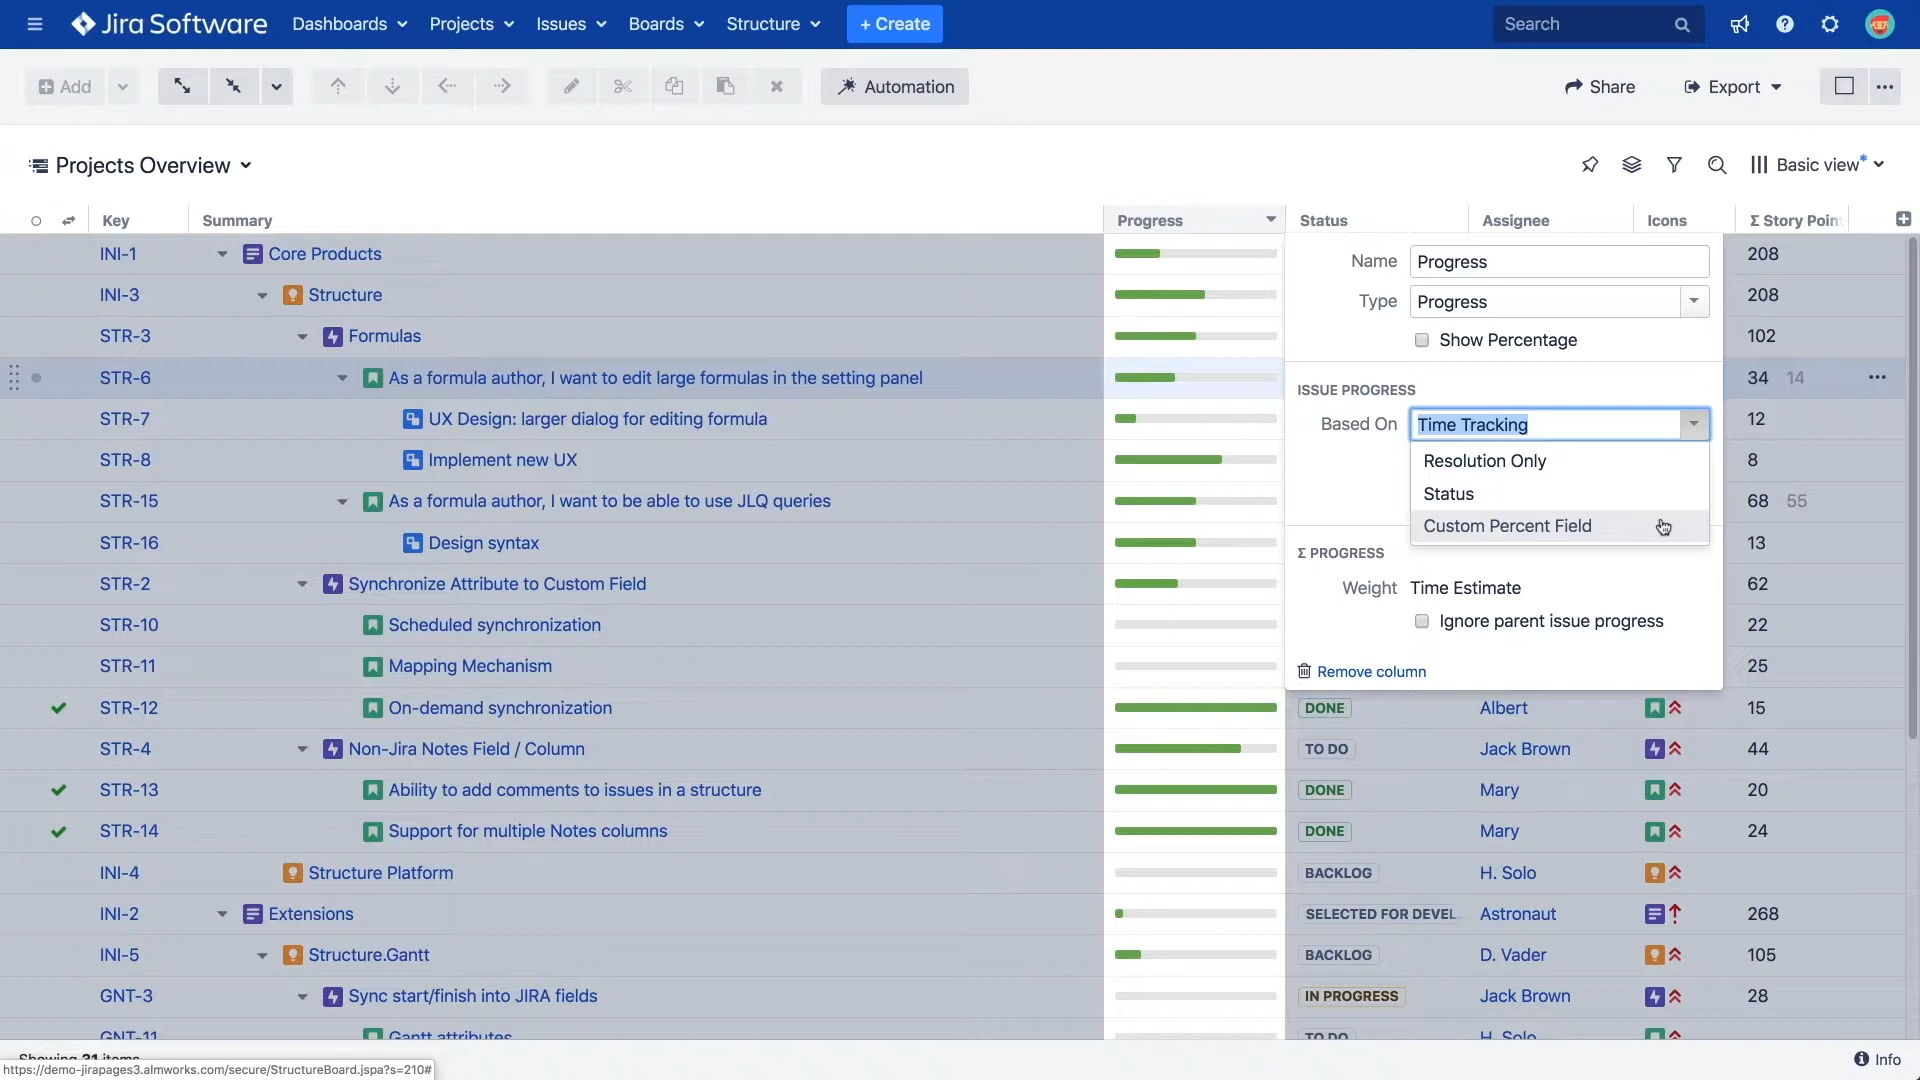 Jira Software Dashboards Projects Issues Boards Structure + Create Search
Add Automation Share Export
Projects Overview Basic view*
Key Summary Progress Status Assignee Icons Σ Story Poin
INI-1 Core Products 208
INI-3 Structure 208
STR-3 Formulas 102
STR-6 As a formula author, I want to edit large formulas in the setting panel 34 14
STR-7 UX Design: larger dialog for editing formula 12
STR-8 Implement new UX 8
STR-15 As a formula author, I want to be able to use JLQ queries 68 55
STR-16 Design syntax 13
STR-2 Synchronize Attribute to Custom Field 62
STR-10 Scheduled synchronization 22
STR-11 Mapping Mechanism 25
Name Progress
Type Progress
Show Percentage
ISSUE PROGRESS
Based On Time Tracking
Resolution Only
Status
Custom Percent Field
Σ PROGRESS
Weight Time Estimate
Ignore parent issue progress
Remove column
STR-12 On-demand synchronization DONE Albert 15
STR-4 Non-Jira Notes Field / Column TO DO Jack Brown 44
STR-13 Ability to add comments to issues in a structure DONE Mary 20
STR-14 Support for multiple Notes columns DONE Mary 24
INI-4 Structure Platform BACKLOG H. Solo
INI-2 Extensions SELECTED FOR DEVEL... Astronaut 268
INI-5 Structure.Gantt BACKLOG D. Vader 105
GNT-3 Sync start/finish into JIRA fields IN PROGRESS Jack Brown 28
GNT-11 Gantt attributes TO DO H. Solo
Showing 31 items Info
https://demo-jirapages3.almworks.com/secure/StructureBoard.jspa?s=210#